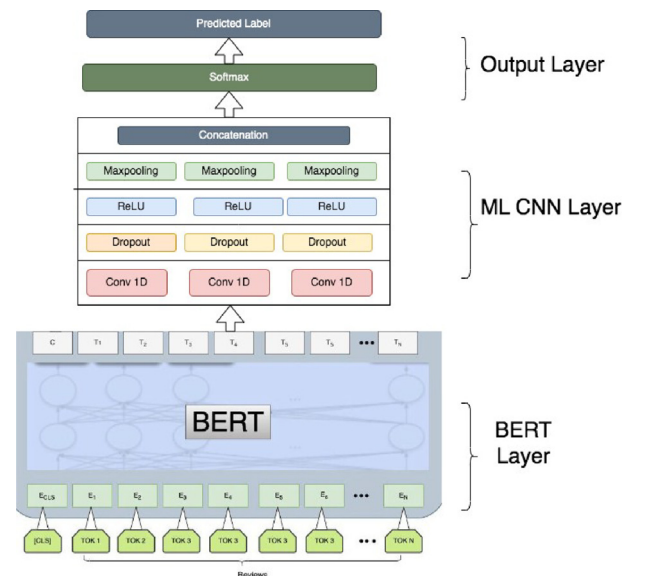 Predicted Label
Output Layer
Softmax
Concatenation
Maxpooling Maxpooling Maxpooling
ReLU ReLU ReLU
ML CNN Layer
Dropout Dropout Dropout
Conv 1D Conv 1D Conv 1D
C T1 T2 T3 T4 T5 T5 ••• TN
BERT
BERT
Layer
ECLS E1 E2 E3 E4 E5 E6 ••• EN
[CLS] TOK 1 TOK 2 TOK 3 TOK 3 TOK 3 TOK 3 ••• TOK N
Reviews